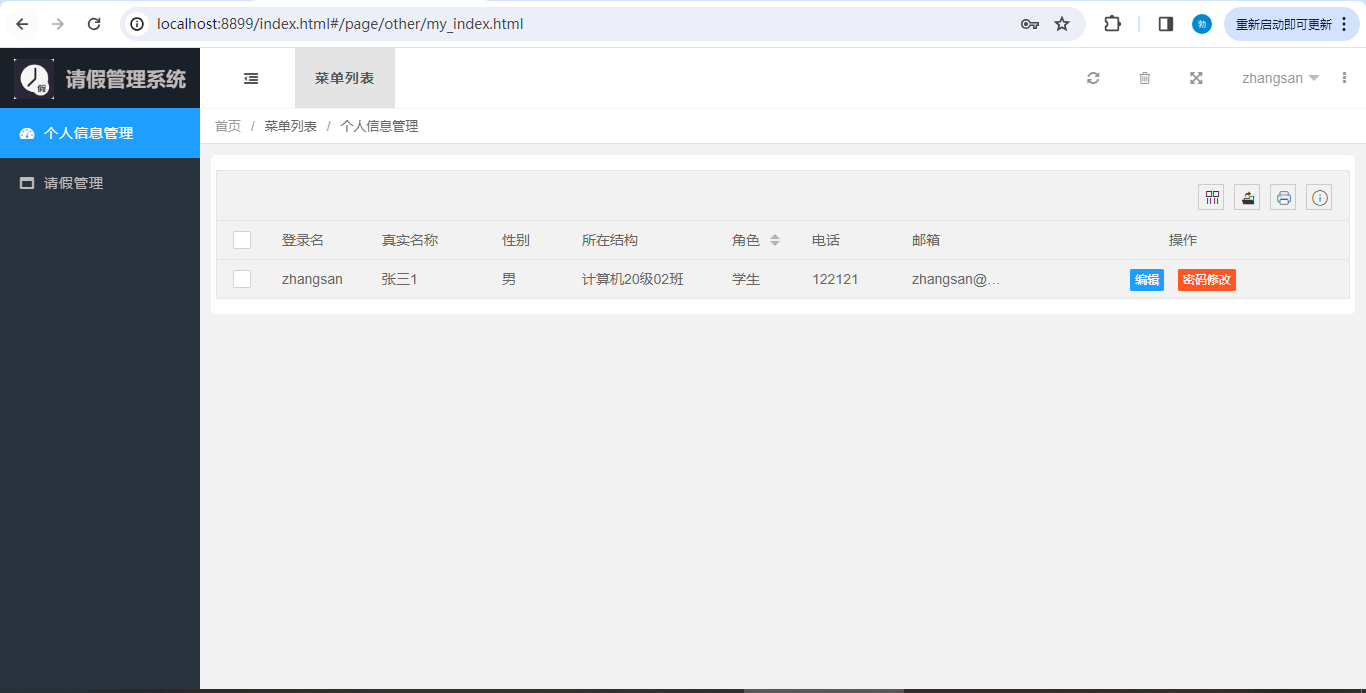 localhost:8899/index.html#/page/other/my_index.html
勃
重新启动即可更新
假
请假管理系统
菜单列表
zhangsan
个人信息管理
首页 / 菜单列表 / 个人信息管理
请假管理
登录名 真实名称 性别 所在结构 角色 电话 邮箱 操作
zhangsan 张三1 男 计算机20级02班 学生 122121 zhangsan@... 编辑 密码修改